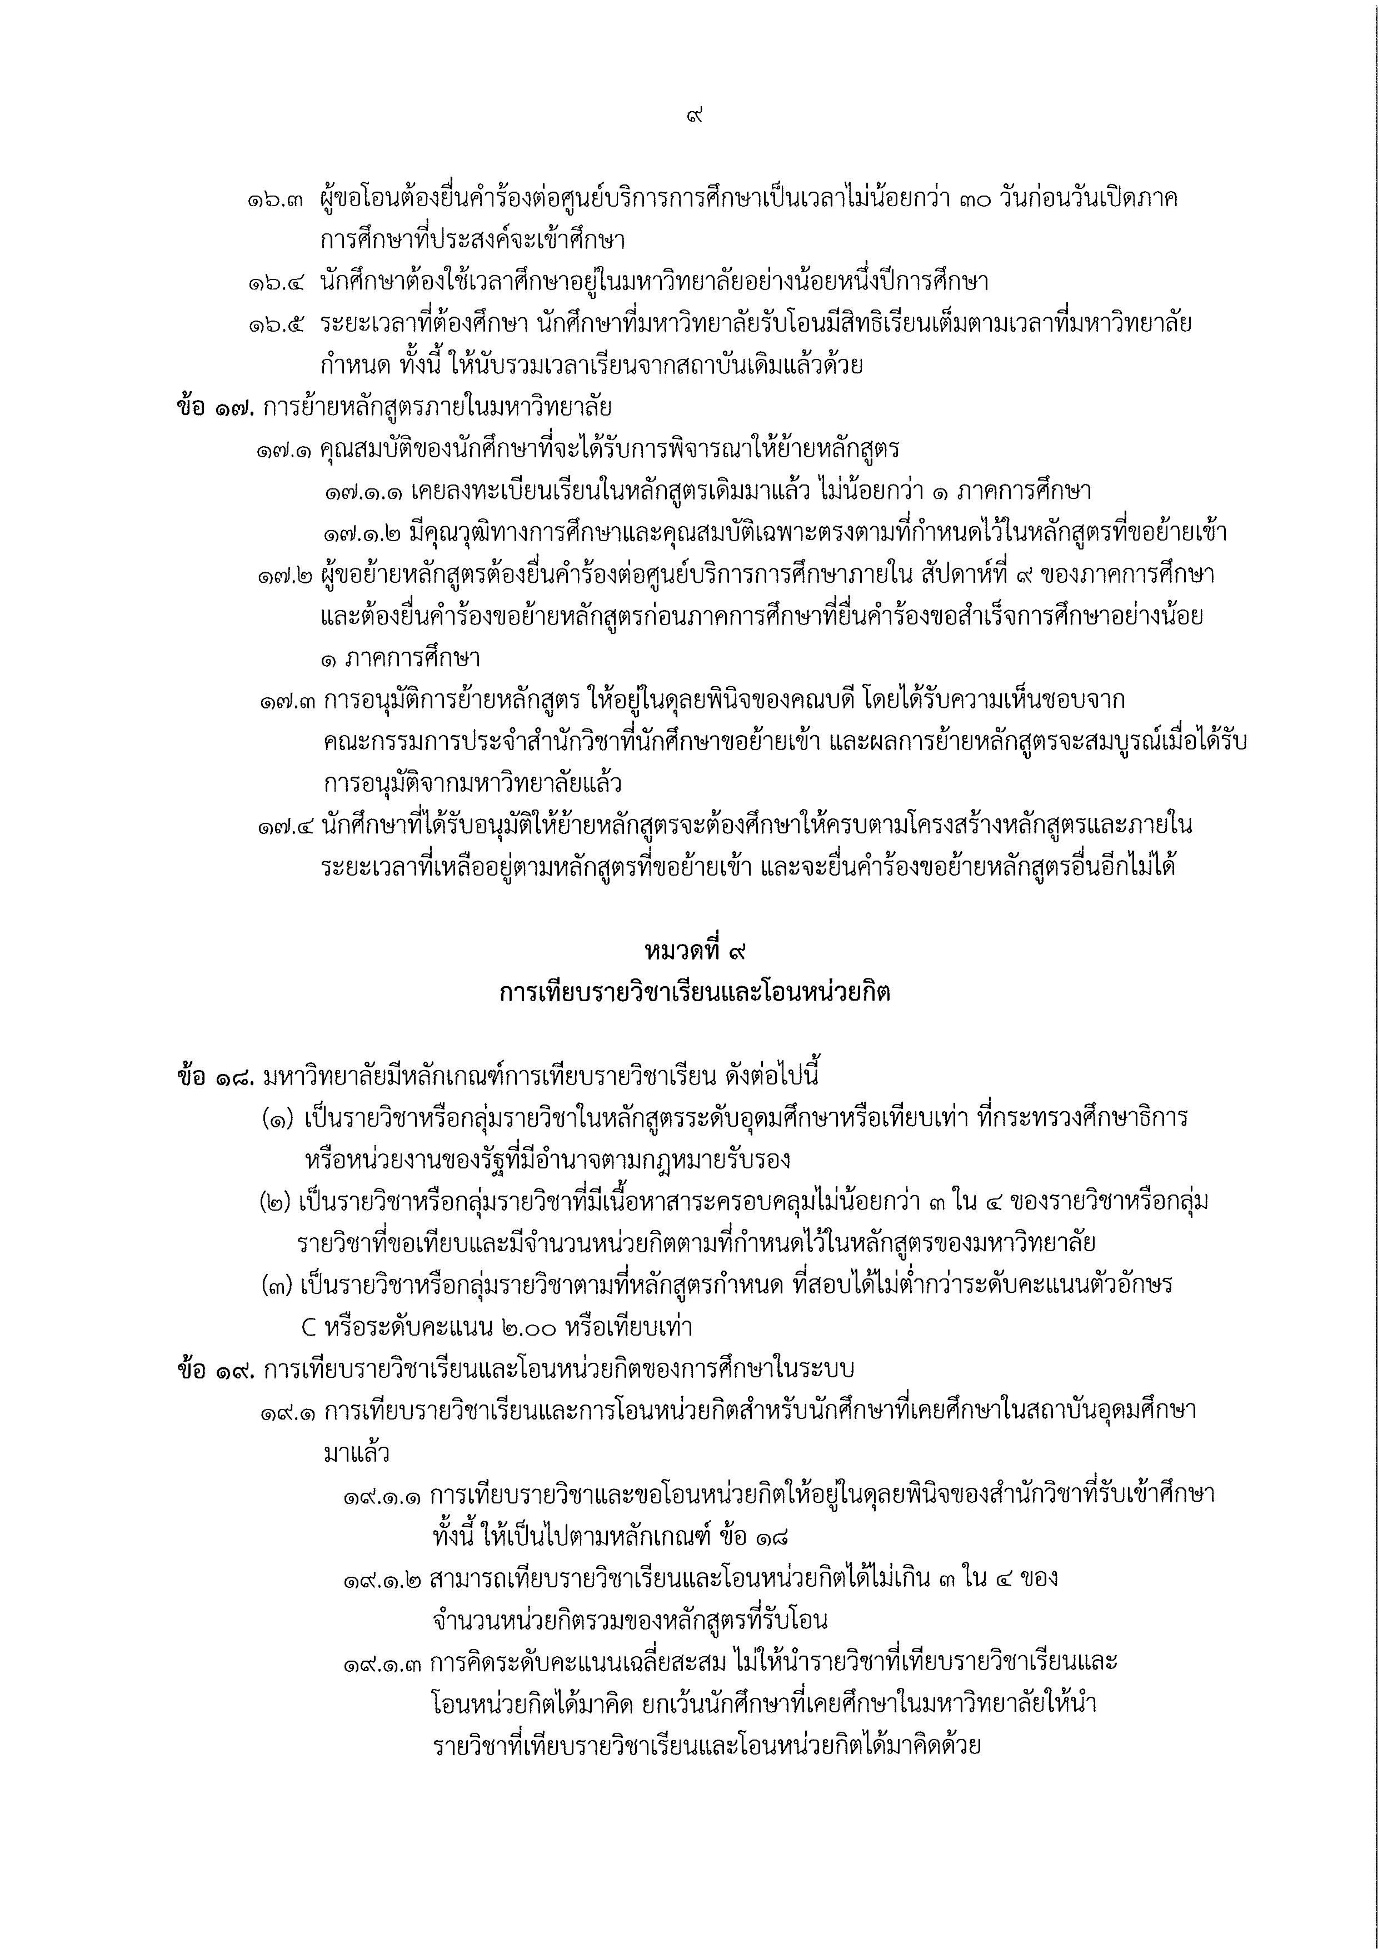 ๙
๑๖.๓ ผู้ขอโอนต้องยื่นคำร้องต่อศูนย์บริการการศึกษาเป็นเวลาไม่น้อยกว่า ๓๐ วันก่อนวันเปิดภาค
การศึกษาที่ประสงค์จะเข้าศึกษา
๑๖.๔ นักศึกษาต้องใช้เวลาศึกษาอยู่ในมหาวิทยาลัยอย่างน้อยหนึ่งปีการศึกษา
๑๖.๕ ระยะเวลาที่ต้องศึกษา นักศึกษาที่มหาวิทยาลัยรับโอนมีสิทธิเรียนเต็มตามเวลาที่มหาวิทยาลัย
กำหนด ทั้งนี้ ให้นับรวมเวลาเรียนจากสถาบันเดิมแล้วด้วย
ข้อ ๑๗. การย้ายหลักสูตรภายในมหาวิทยาลัย
๑๗.๑ คุณสมบัติของนักศึกษาที่จะได้รับการพิจารณาให้ย้ายหลักสูตร
๑๗.๑.๑ เคยลงทะเบียนเรียนในหลักสูตรเดิมมาแล้ว ไม่น้อยกว่า ๑ ภาคการศึกษา
๑๗.๑.๒ มีคุณวุฒิทางการศึกษาและคุณสมบัติเฉพาะตรงตามที่กำหนดไว้ในหลักสูตรที่ขอย้ายเข้า
๑๗.๒ ผู้ขอย้ายหลักสูตรต้องยื่นคำร้องต่อศูนย์บริการการศึกษาภายใน สัปดาห์ที่ ๙ ของภาคการศึกษา
และต้องยื่นคำร้องขอย้ายหลักสูตรก่อนภาคการศึกษาที่ยื่นคำร้องขอสำเร็จการศึกษาอย่างน้อย
๑ ภาคการศึกษา
๑๗.๓ การอนุมัติการย้ายหลักสูตร ให้อยู่ในดุลยพินิจของคณบดี โดยได้รับความเห็นชอบจาก
คณะกรรมการประจำสำนักวิชาที่นักศึกษาขอย้ายเข้า และผลการย้ายหลักสูตรจะสมบูรณ์เมื่อได้รับ
การอนุมัติจากมหาวิทยาลัยแล้ว
๑๗.๔ นักศึกษาที่ได้รับอนุมัติให้ย้ายหลักสูตรจะต้องศึกษาให้ครบตามโครงสร้างหลักสูตรและภายใน
ระยะเวลาที่เหลืออยู่ตามหลักสูตรที่ขอย้ายเข้า และจะยื่นคำร้องขอย้ายหลักสูตรอื่นอีกไม่ได้
หมวดที่ ๙
การเทียบรายวิชาเรียนและโอนหน่วยกิต
ข้อ ๑๘. มหาวิทยาลัยมีหลักเกณฑ์การเทียบรายวิชาเรียน ดังต่อไปนี้
(๑) เป็นรายวิชาหรือกลุ่มรายวิชาในหลักสูตรระดับอุดมศึกษาหรือเทียบเท่า ที่กระทรวงศึกษาธิการ
หรือหน่วยงานของรัฐที่มีอำนาจตามกฎหมายรับรอง
(๒) เป็นรายวิชาหรือกลุ่มรายวิชาที่มีเนื้อหาสาระครอบคลุมไม่น้อยกว่า ๓ ใน ๔ ของรายวิชาหรือกลุ่ม
รายวิชาที่ขอเทียบและมีจำนวนหน่วยกิตตามที่กำหนดไว้ในหลักสูตรของมหาวิทยาลัย
(๓) เป็นรายวิชาหรือกลุ่มรายวิชาตามที่หลักสูตรกำหนด ที่สอบได้ไม่ต่ำกว่าระดับคะแนนตัวอักษร
C หรือระดับคะแนน ๒.๐๐ หรือเทียบเท่า
ข้อ ๑๙. การเทียบรายวิชาเรียนและโอนหน่วยกิตของการศึกษาในระบบ
๑๙.๑ การเทียบรายวิชาเรียนและการโอนหน่วยกิตสำหรับนักศึกษาที่เคยศึกษาในสถาบันอุดมศึกษา
มาแล้ว
๑๙.๑.๑ การเทียบรายวิชาและขอโอนหน่วยกิตให้อยู่ในดุลยพินิจของสำนักวิชาที่รับเข้าศึกษา
ทั้งนี้ ให้เป็นไปตามหลักเกณฑ์ ข้อ ๑๘
๑๙.๑.๒ สามารถเทียบรายวิชาเรียนและโอนหน่วยกิตได้ไม่เกิน ๓ ใน ๔ ของ
จำนวนหน่วยกิตรวมของหลักสูตรที่รับโอน
๑๙.๑.๓ การคิดระดับคะแนนเฉลี่ยสะสม ไม่ให้นำรายวิชาที่เทียบรายวิชาเรียนและ
โอนหน่วยกิตได้มาคิด ยกเว้นนักศึกษาที่เคยศึกษาในมหาวิทยาลัยให้นำ
รายวิชาที่เทียบรายวิชาเรียนและโอนหน่วยกิตได้มาคิดด้วย